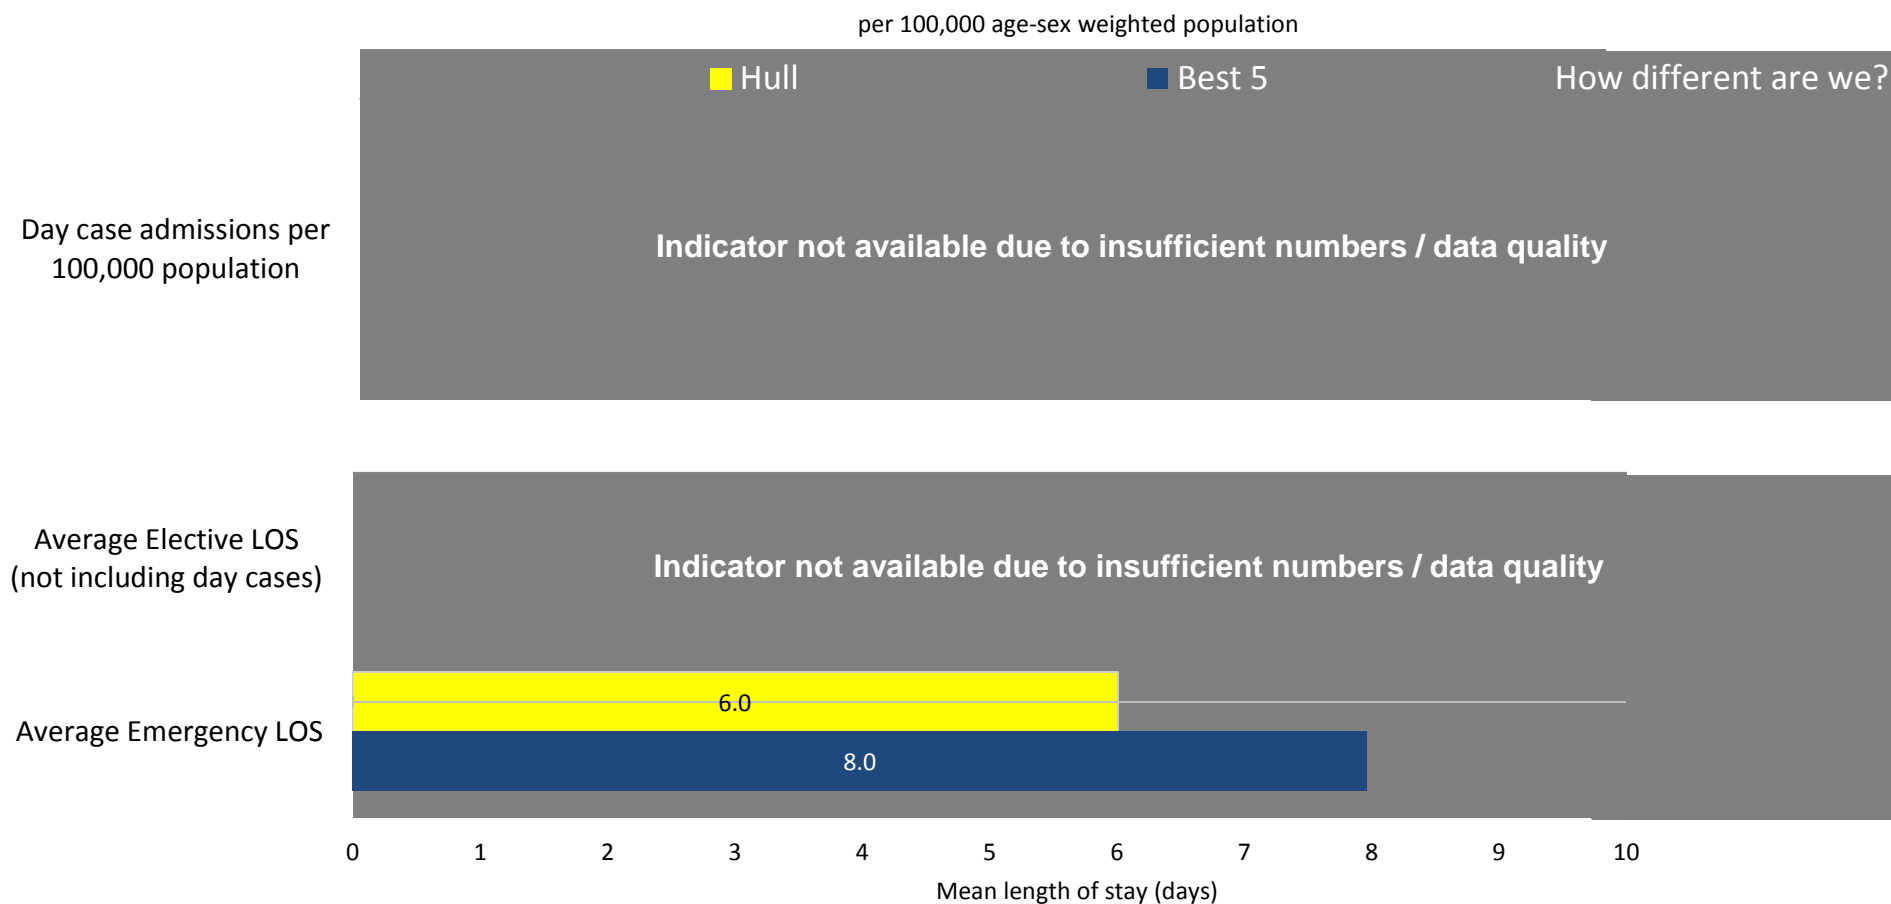 per 100,000 age-sex weighted population
Hull Best 5 How different are we?
Day case admissions per
100,000 population
Indicator not available due to insufficient numbers / data quality
Average Elective LOS
(not including day cases)
Indicator not available due to insufficient numbers / data quality
Average Emergency LOS
6.0
8.0
0 1 2 3 4 5 6 7 8 9 10
Mean length of stay (days)